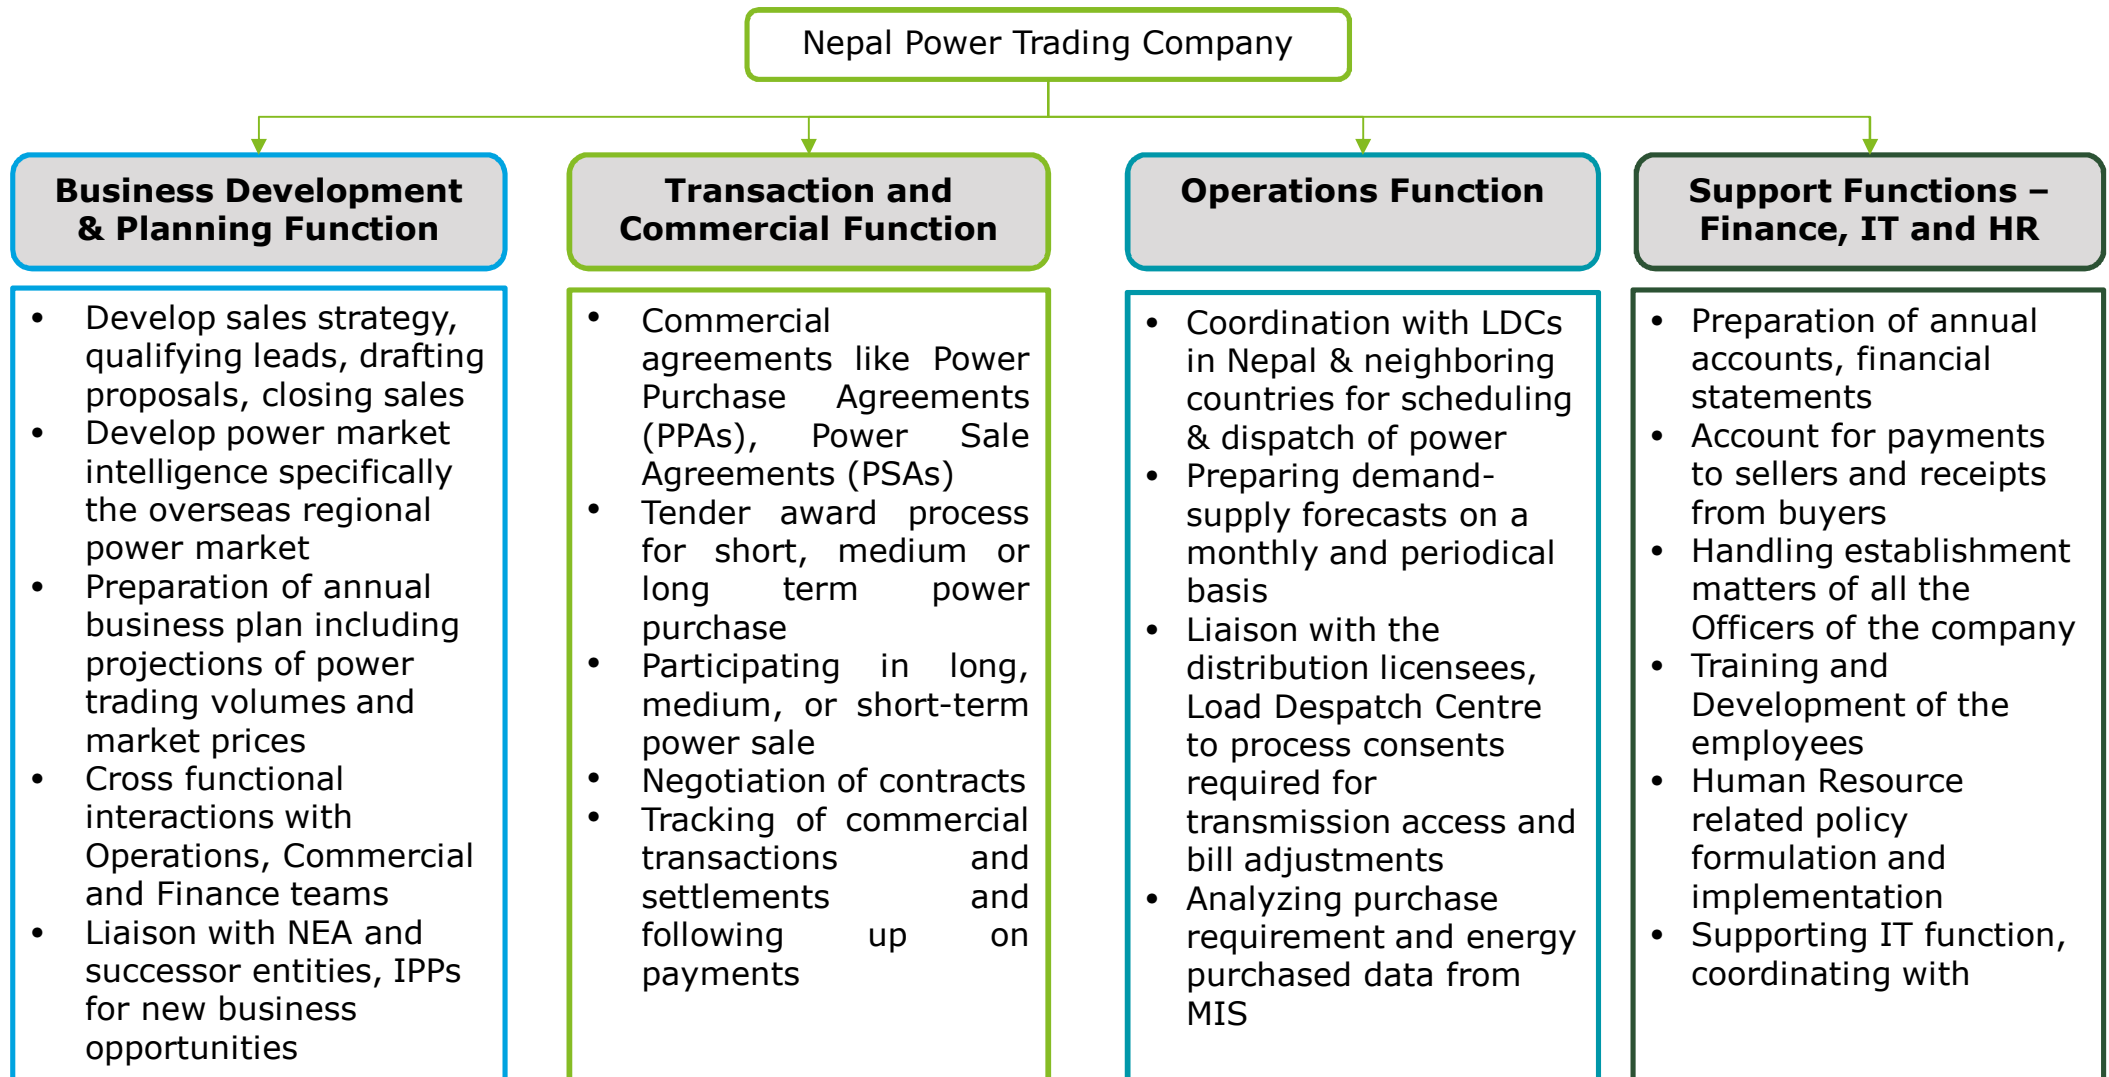 Nepal Power Trading Company
Business Development
& Planning Function
• Develop sales strategy,
qualifying leads, drafting
proposals, closing sales
• Develop power market
intelligence specifically
the overseas regional
power market
• Preparation of annual
business plan including
projections of power
trading volumes and
market prices
• Cross functional
interactions with
Operations, Commercial
and Finance teams
• Liaison with NEA and
successor entities, IPPs
for new business
opportunities
Transaction and
Commercial Function
• Commercial
agreements like Power
Purchase Agreements
(PPAs), Power Sale
Agreements (PSAs)
• Tender award process
for short, medium or
long term power
purchase
• Participating in long,
medium, or short-term
power sale
• Negotiation of contracts
• Tracking of commercial
transactions and
settlements and
following up on
payments
Operations Function
• Coordination with LDCs
in Nepal & neighboring
countries for scheduling
& dispatch of power
• Preparing demand-
supply forecasts on a
monthly and periodical
basis
• Liaison with the
distribution licensees,
Load Despatch Centre
to process consents
required for
transmission access and
bill adjustments
• Analyzing purchase
requirement and energy
purchased data from
MIS
Support Functions –
Finance, IT and HR
• Preparation of annual
accounts, financial
statements
• Account for payments
to sellers and receipts
from buyers
• Handling establishment
matters of all the
Officers of the company
• Training and
Development of the
employees
• Human Resource
related policy
formulation and
implementation
• Supporting IT function,
coordinating with